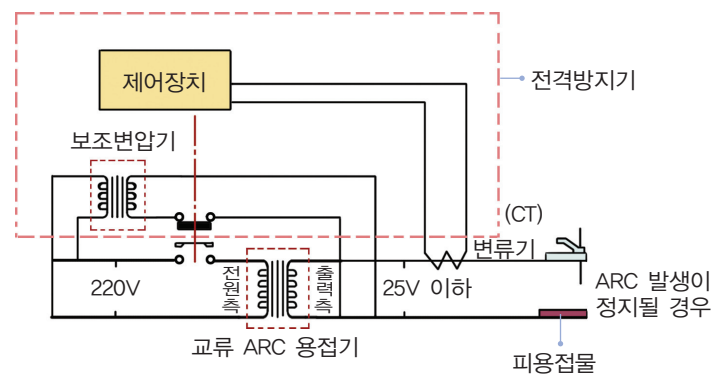 제어장치
전격방지기
보조변압기
(CT)
변류기
220V
전원측
출력측
25V 이하
ARC 발생이
정지될 경우
교류 ARC 용접기
피용접물